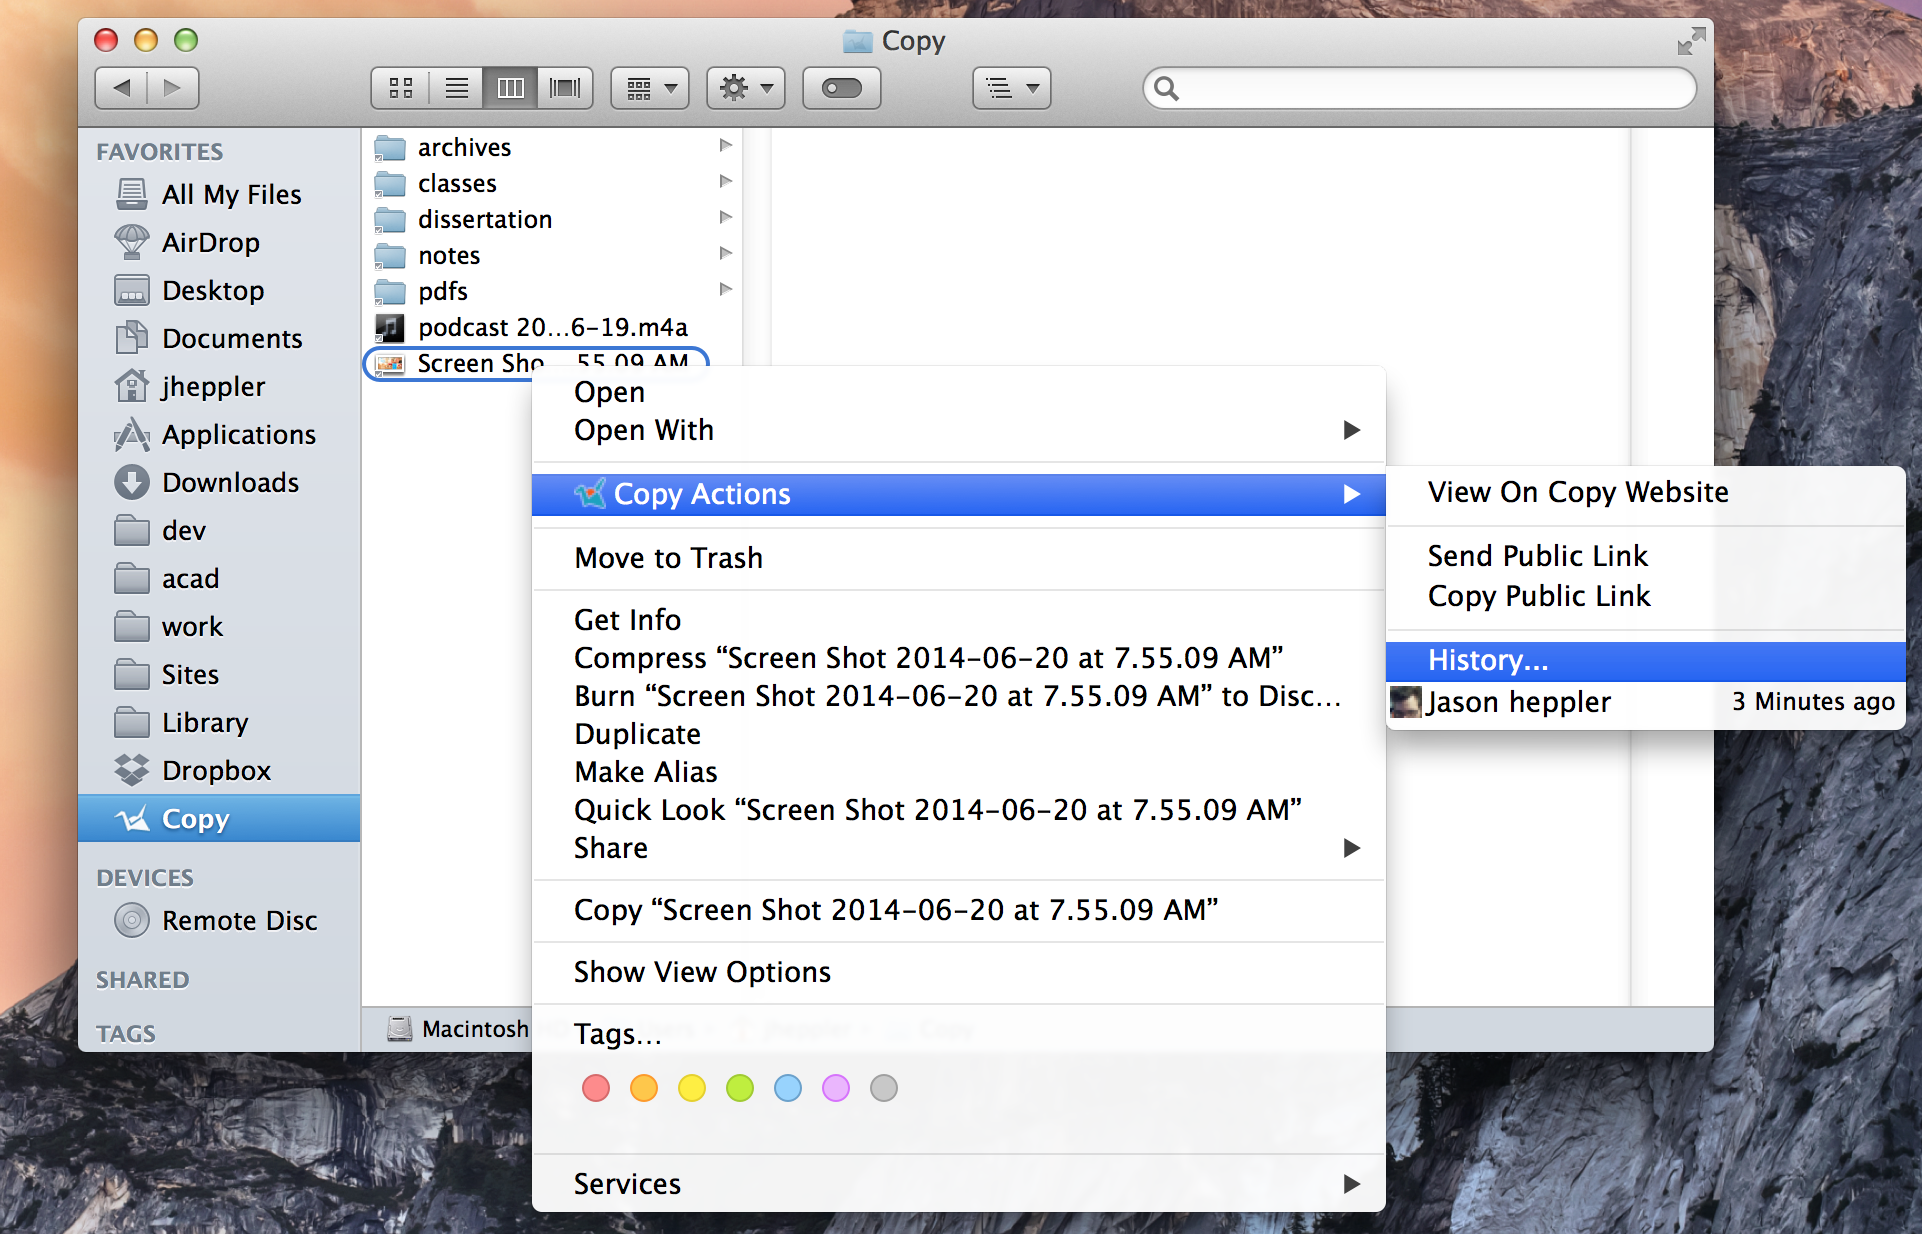 Copy
FAVORITES
All My Files
AirDrop
Desktop
Documents
jheppler
Applications
Downloads
dev
acad
work
Sites
Library
Dropbox
Copy
DEVICES
Remote Disc
SHARED
TAGS
archives
classes
dissertation
notes
pdfs
podcast 20...6-19.m4a
Screen Sho 55.09 AM
Macintosh jheppler Copy
Open
Open With
Copy Actions
Move to Trash
Get Info
Compress “Screen Shot 2014-06-20 at 7.55.09 AM”
Burn “Screen Shot 2014-06-20 at 7.55.09 AM” to Disc...
Duplicate
Make Alias
Quick Look “Screen Shot 2014-06-20 at 7.55.09 AM”
Share
Copy “Screen Shot 2014-06-20 at 7.55.09 AM”
Show View Options
Tags...
Services
View On Copy Website
Send Public Link
Copy Public Link
History...
Jason heppler 3 Minutes ago